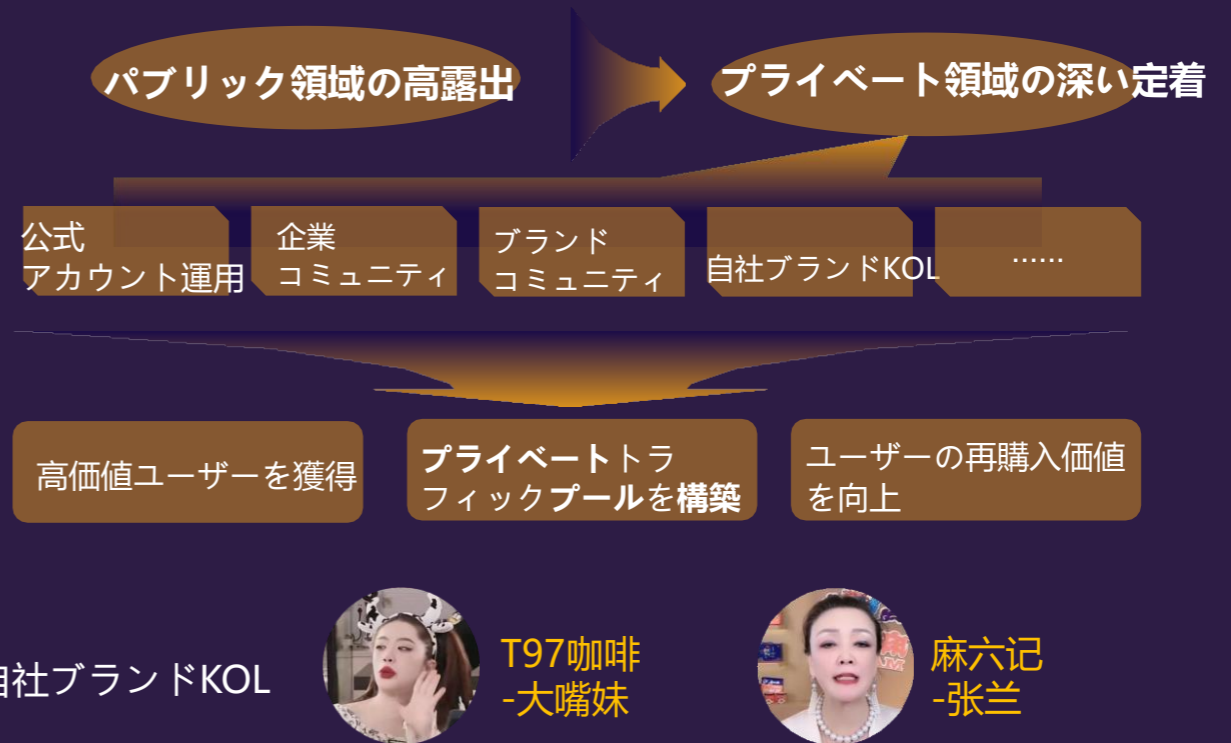 パブリック領域の高露出
プライベート領域の深い定着
公式
アカウント運用
企業
コミュニティ
ブランド
コミュニティ
自社ブランドKOL
······
高価値ユーザーを獲得
プライベートトラ
フィックプールを構築
ユーザーの再購入価値
を向上
自社ブランドKOL
T97咖啡
-大嘴妹
麻六记
-张兰